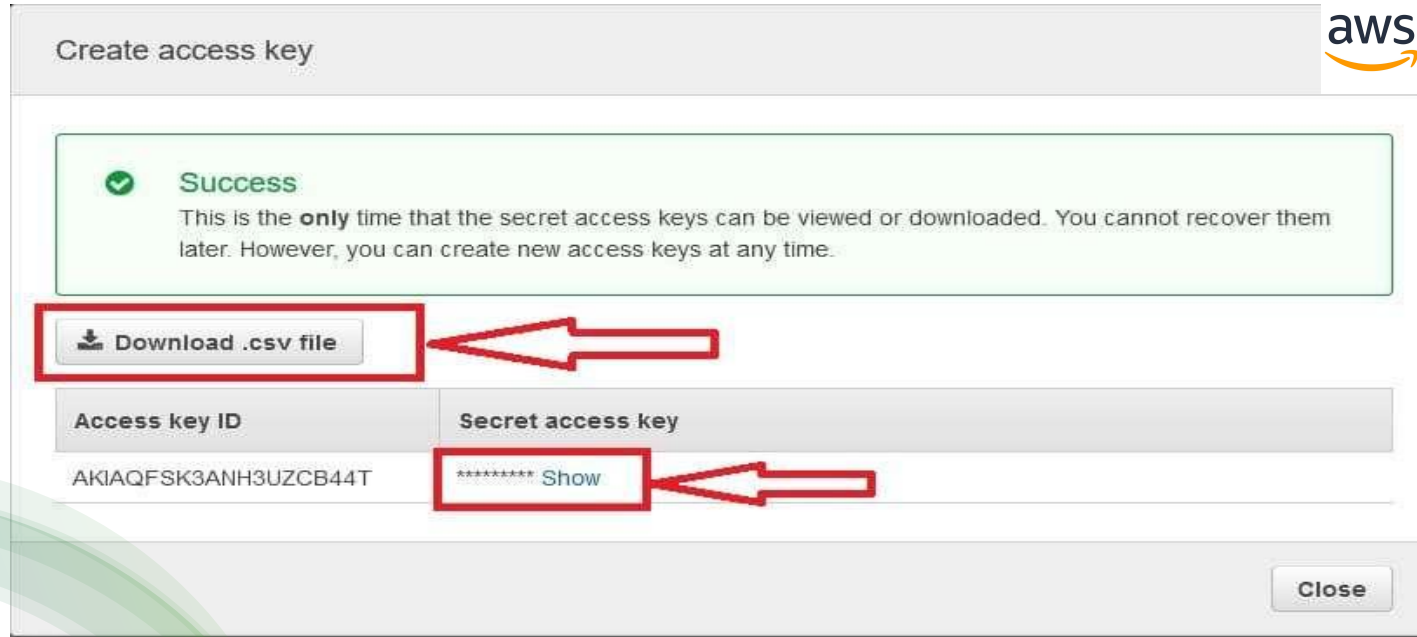 aws
Create access key
Success
This is the only time that the secret access keys can be viewed or downloaded. You cannot recover them
later. However, you can create new access keys at any time.
Download .csv file
Access key ID Secret access key
AKIAQFSK3ANH3UZCB44T ********* Show
Close